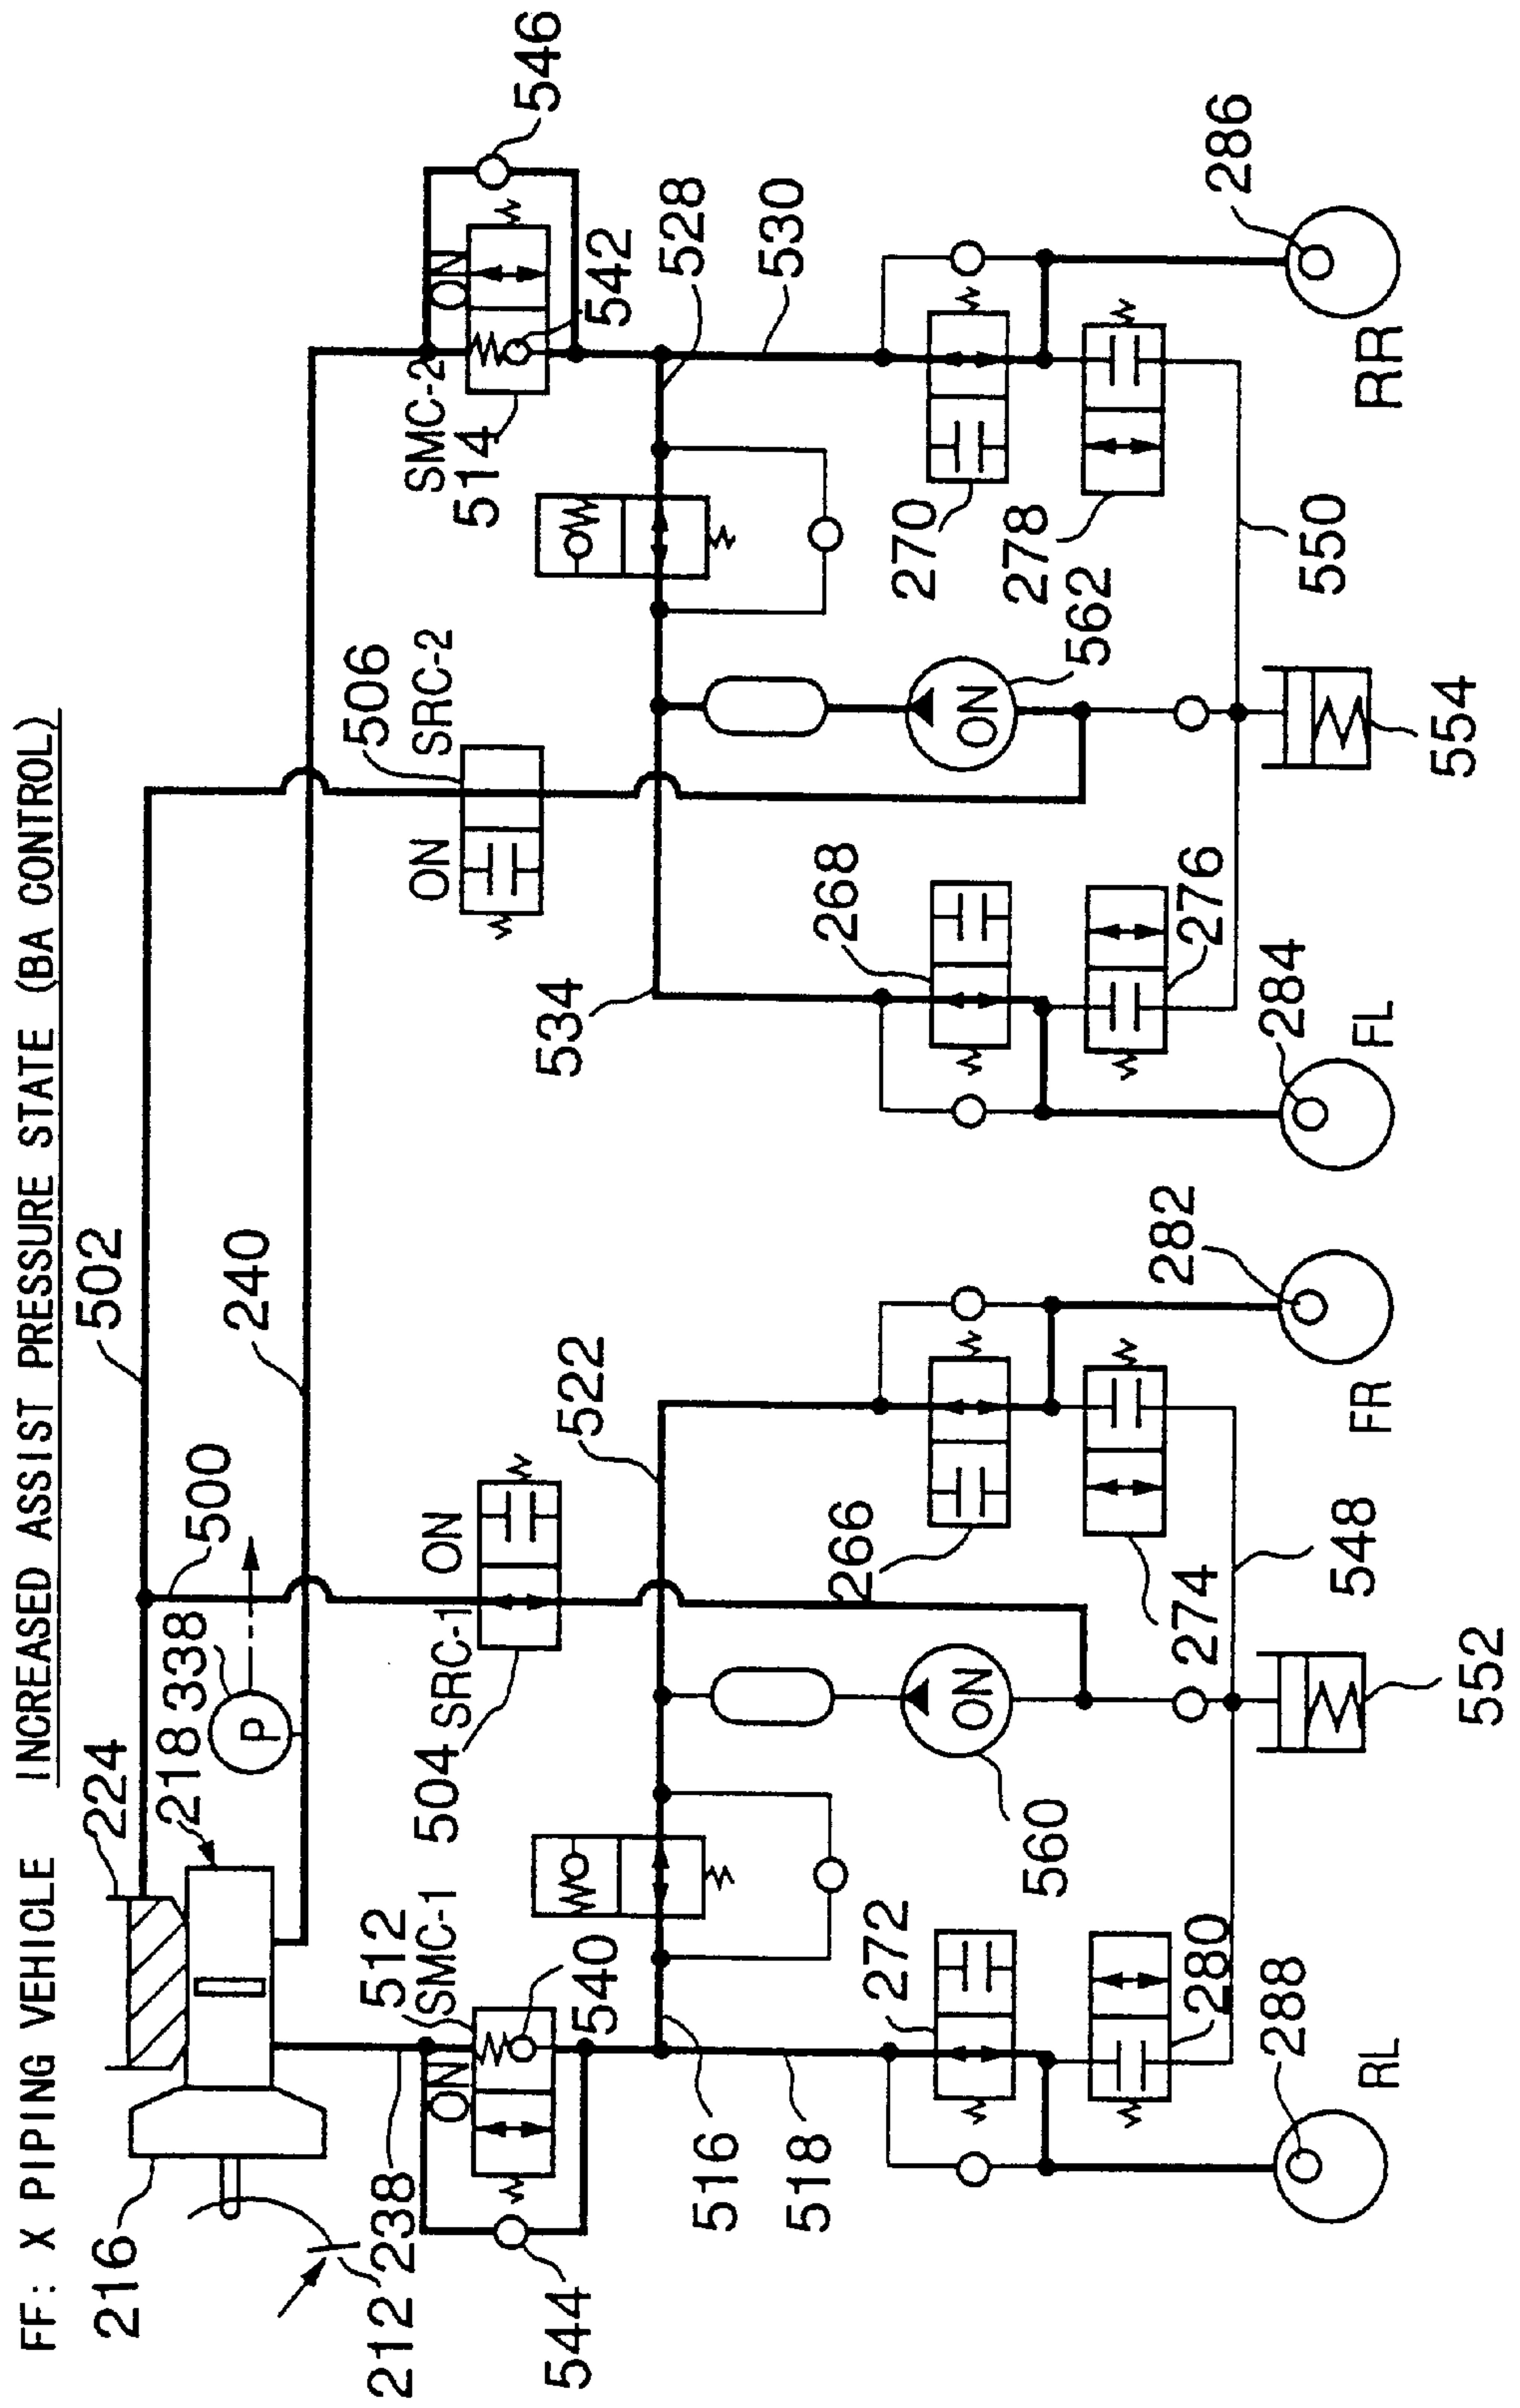 FF: X PIPING VEHICLE INCREASED ASSIST PRESSURE STATE (BA CONTROL)
216
224
218
338
500
502
240
P
212
238
544
512
SMC-1
ON
540
504
SRC-1
ON
506
SRC-2
ON
SMC-2
514
ON
546
542
516
518
522
534
528
530
272
280
560
ON
266
274
268
276
562
ON
270
278
288
RL
552
548
282
FR
284
FL
554
550
286
RR